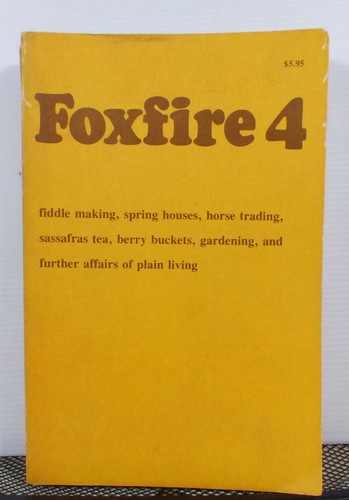 $5.95
Foxfire 4
fiddle making, spring houses, horse trading,
sassafras tea, berry buckets, gardening, and
further affairs of plain living